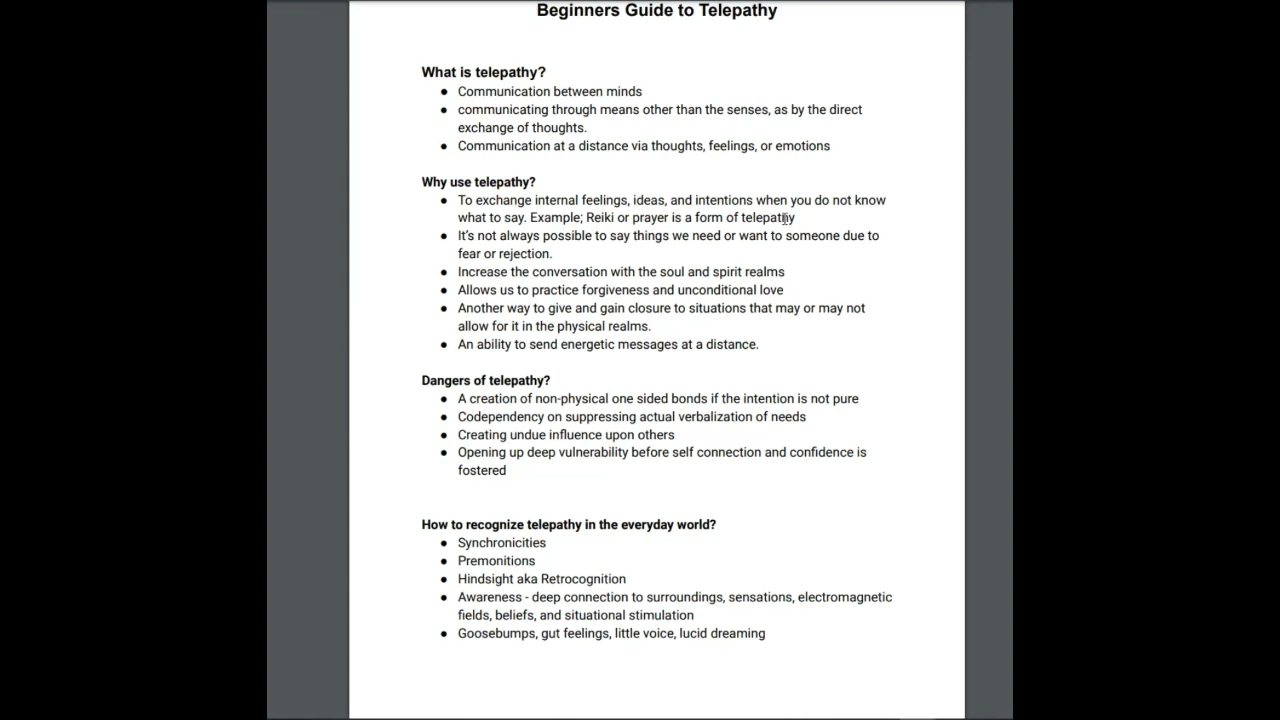 Beginners Guide to Telepathy
What is telepathy?
● Communication between minds
● communicating through means other than the senses, as by the direct
exchange of thoughts.
● Communication at a distance via thoughts, feelings, or emotions
Why use telepathy?
● To exchange internal feelings, ideas, and intentions when you do not know
what to say. Example; Reiki or prayer is a form of telepathy
● It's not always possible to say things we need or want to someone due to
fear or rejection.
● Increase the conversation with the soul and spirit realms
● Allows us to practice forgiveness and unconditional love
● Another way to give and gain closure to situations that may or may not
allow for it in the physical realms.
● An ability to send energetic messages at a distance.
Dangers of telepathy?
● A creation of non-physical one sided bonds if the intention is not pure
● Codependency on suppressing actual verbalization of needs
● Creating undue influence upon others
● Opening up deep vulnerability before self connection and confidence is
fostered
How to recognize telepathy in the everyday world?
● Synchronicities
● Premonitions
● Hindsight aka Retrocognition
● Awareness - deep connection to surroundings, sensations, electromagnetic
fields, beliefs, and situational stimulation
● Goosebumps, gut feelings, little voice, lucid dreaming